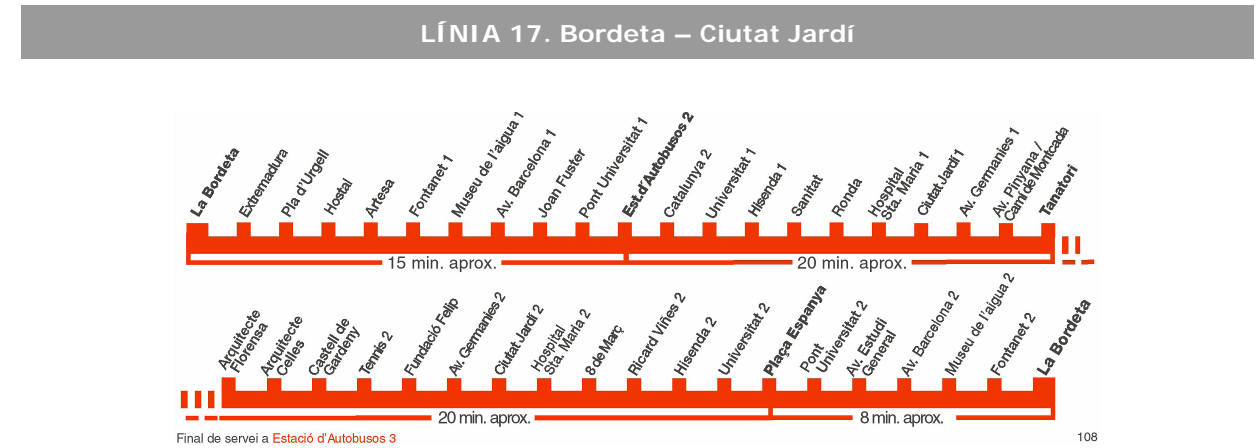 LÍNIA 17. Bordeta – Ciutat Jardí
La Bordeta
Extremadura
Pla d'Urgell
Hostal
Artesa
Fontanet 1
Museu de l'aigua 1
Av. Barcelona 1
Joan Fuster
Pont Universitat 1
Est.d'Autobusos 2
Catalunya 2
Universitat 1
Hisenda 1
Sanitat
Ronda
Hospital
Sta. Maria 1
Ciutat Jardí 1
Av. Germanies 1
Av. Pinyana /
Camí de Montcada
Tanatori
15 min. aprox.
20 min. aprox.
Arquitecte
Florensa
Arquitecte
Celles
Castell de
Gardeny
Tennis 2
Fundació Felip
Av. Germanies 2
Ciutat Jardí 2
Hospital
Sta. Maria 2
8 de Març
Ricard Viñes 2
Hisenda 2
Universitat 2
Plaça Espanya
Pont
Universitat 2
Av. Estudi
General
Av. Barcelona 2
Museu de l'aigua 2
Fontanet 2
La Bordeta
20 min. aprox.
8 min. aprox.
Final de servei a Estació d'Autobusos 3
108